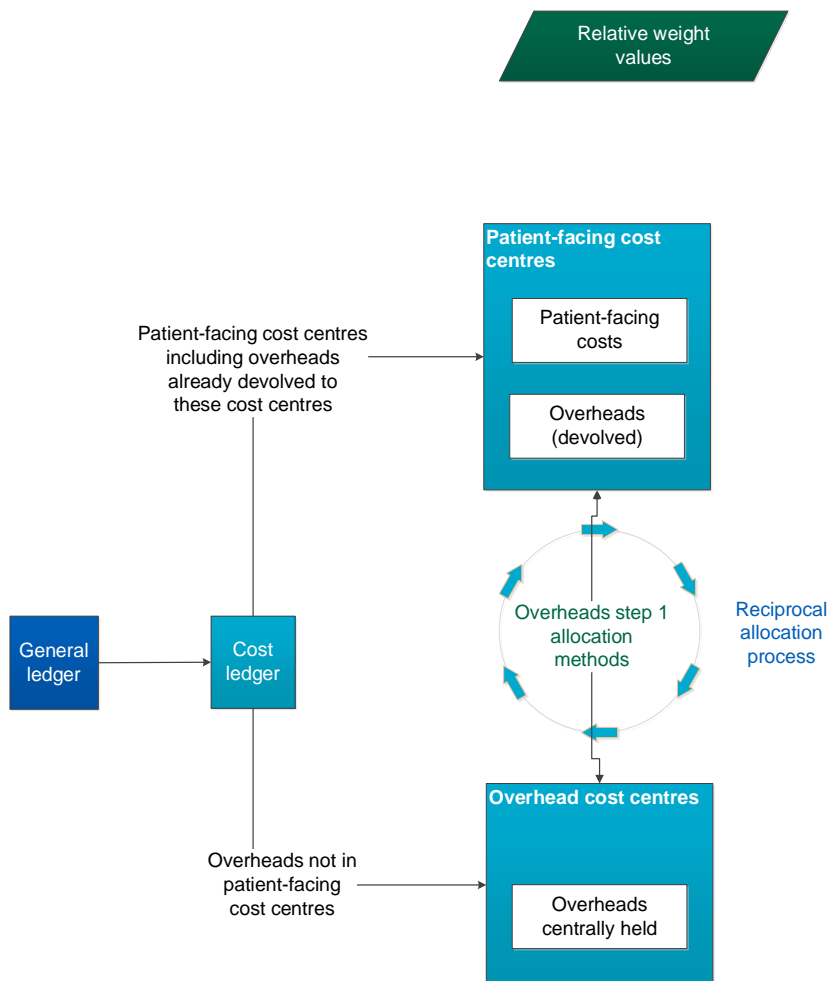 Relative weight
values
Patient-facing cost
centres
Patient-facing
costs
Overheads
(devolved)
Patient-facing cost centres
including overheads
already devolved to
these cost centres
General
ledger
Cost
ledger
Overheads step 1
allocation
methods
Reciprocal
allocation
process
Overheads not in
patient-facing
cost centres
Overhead cost centres
Overheads
centrally held